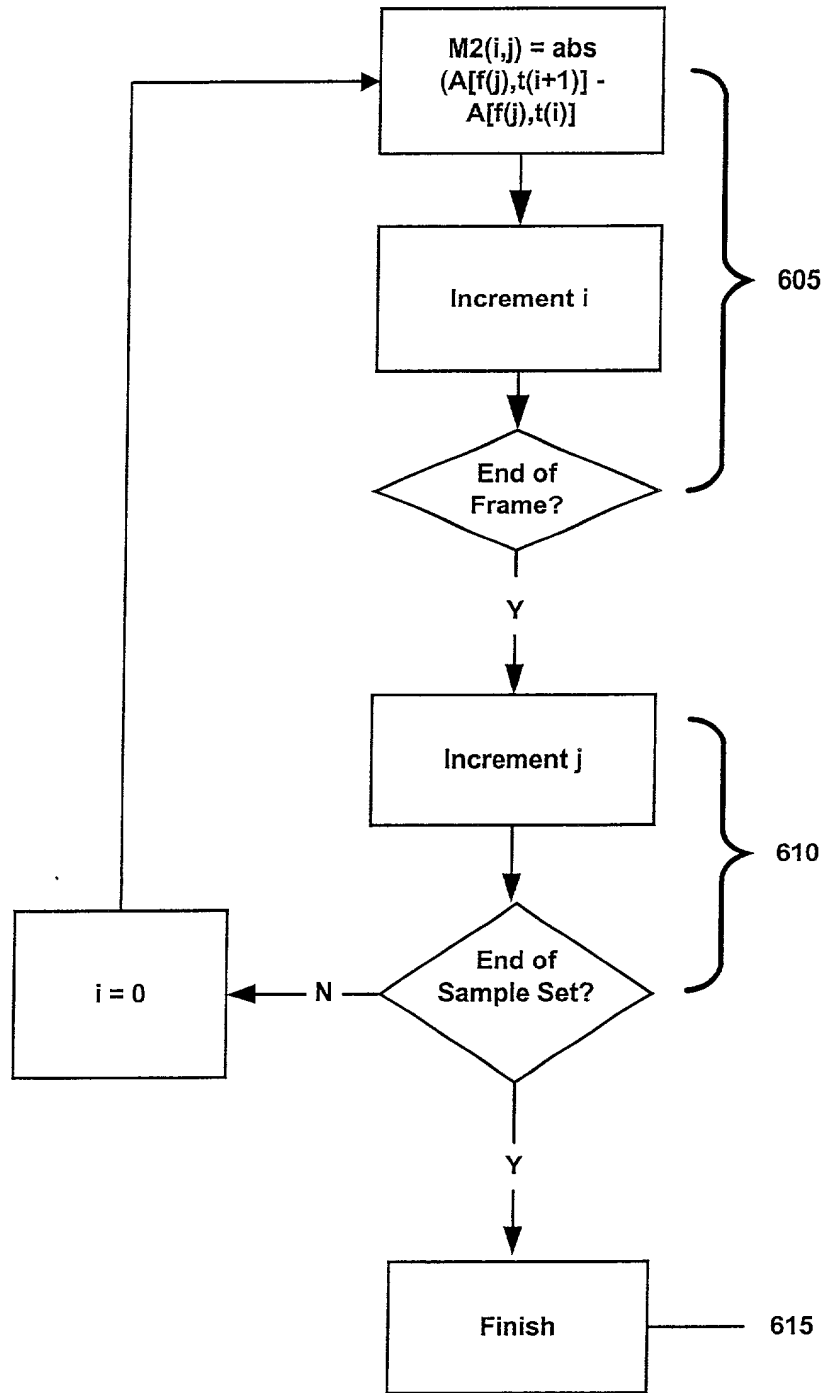 M2(i,j) = abs
(A[f(j),t(i+1)] -
A[f(j),t(i)]
605
Increment i
End of
Frame?
Y
Increment j
610
End of
Sample Set?
N
i = 0
Y
Finish
615